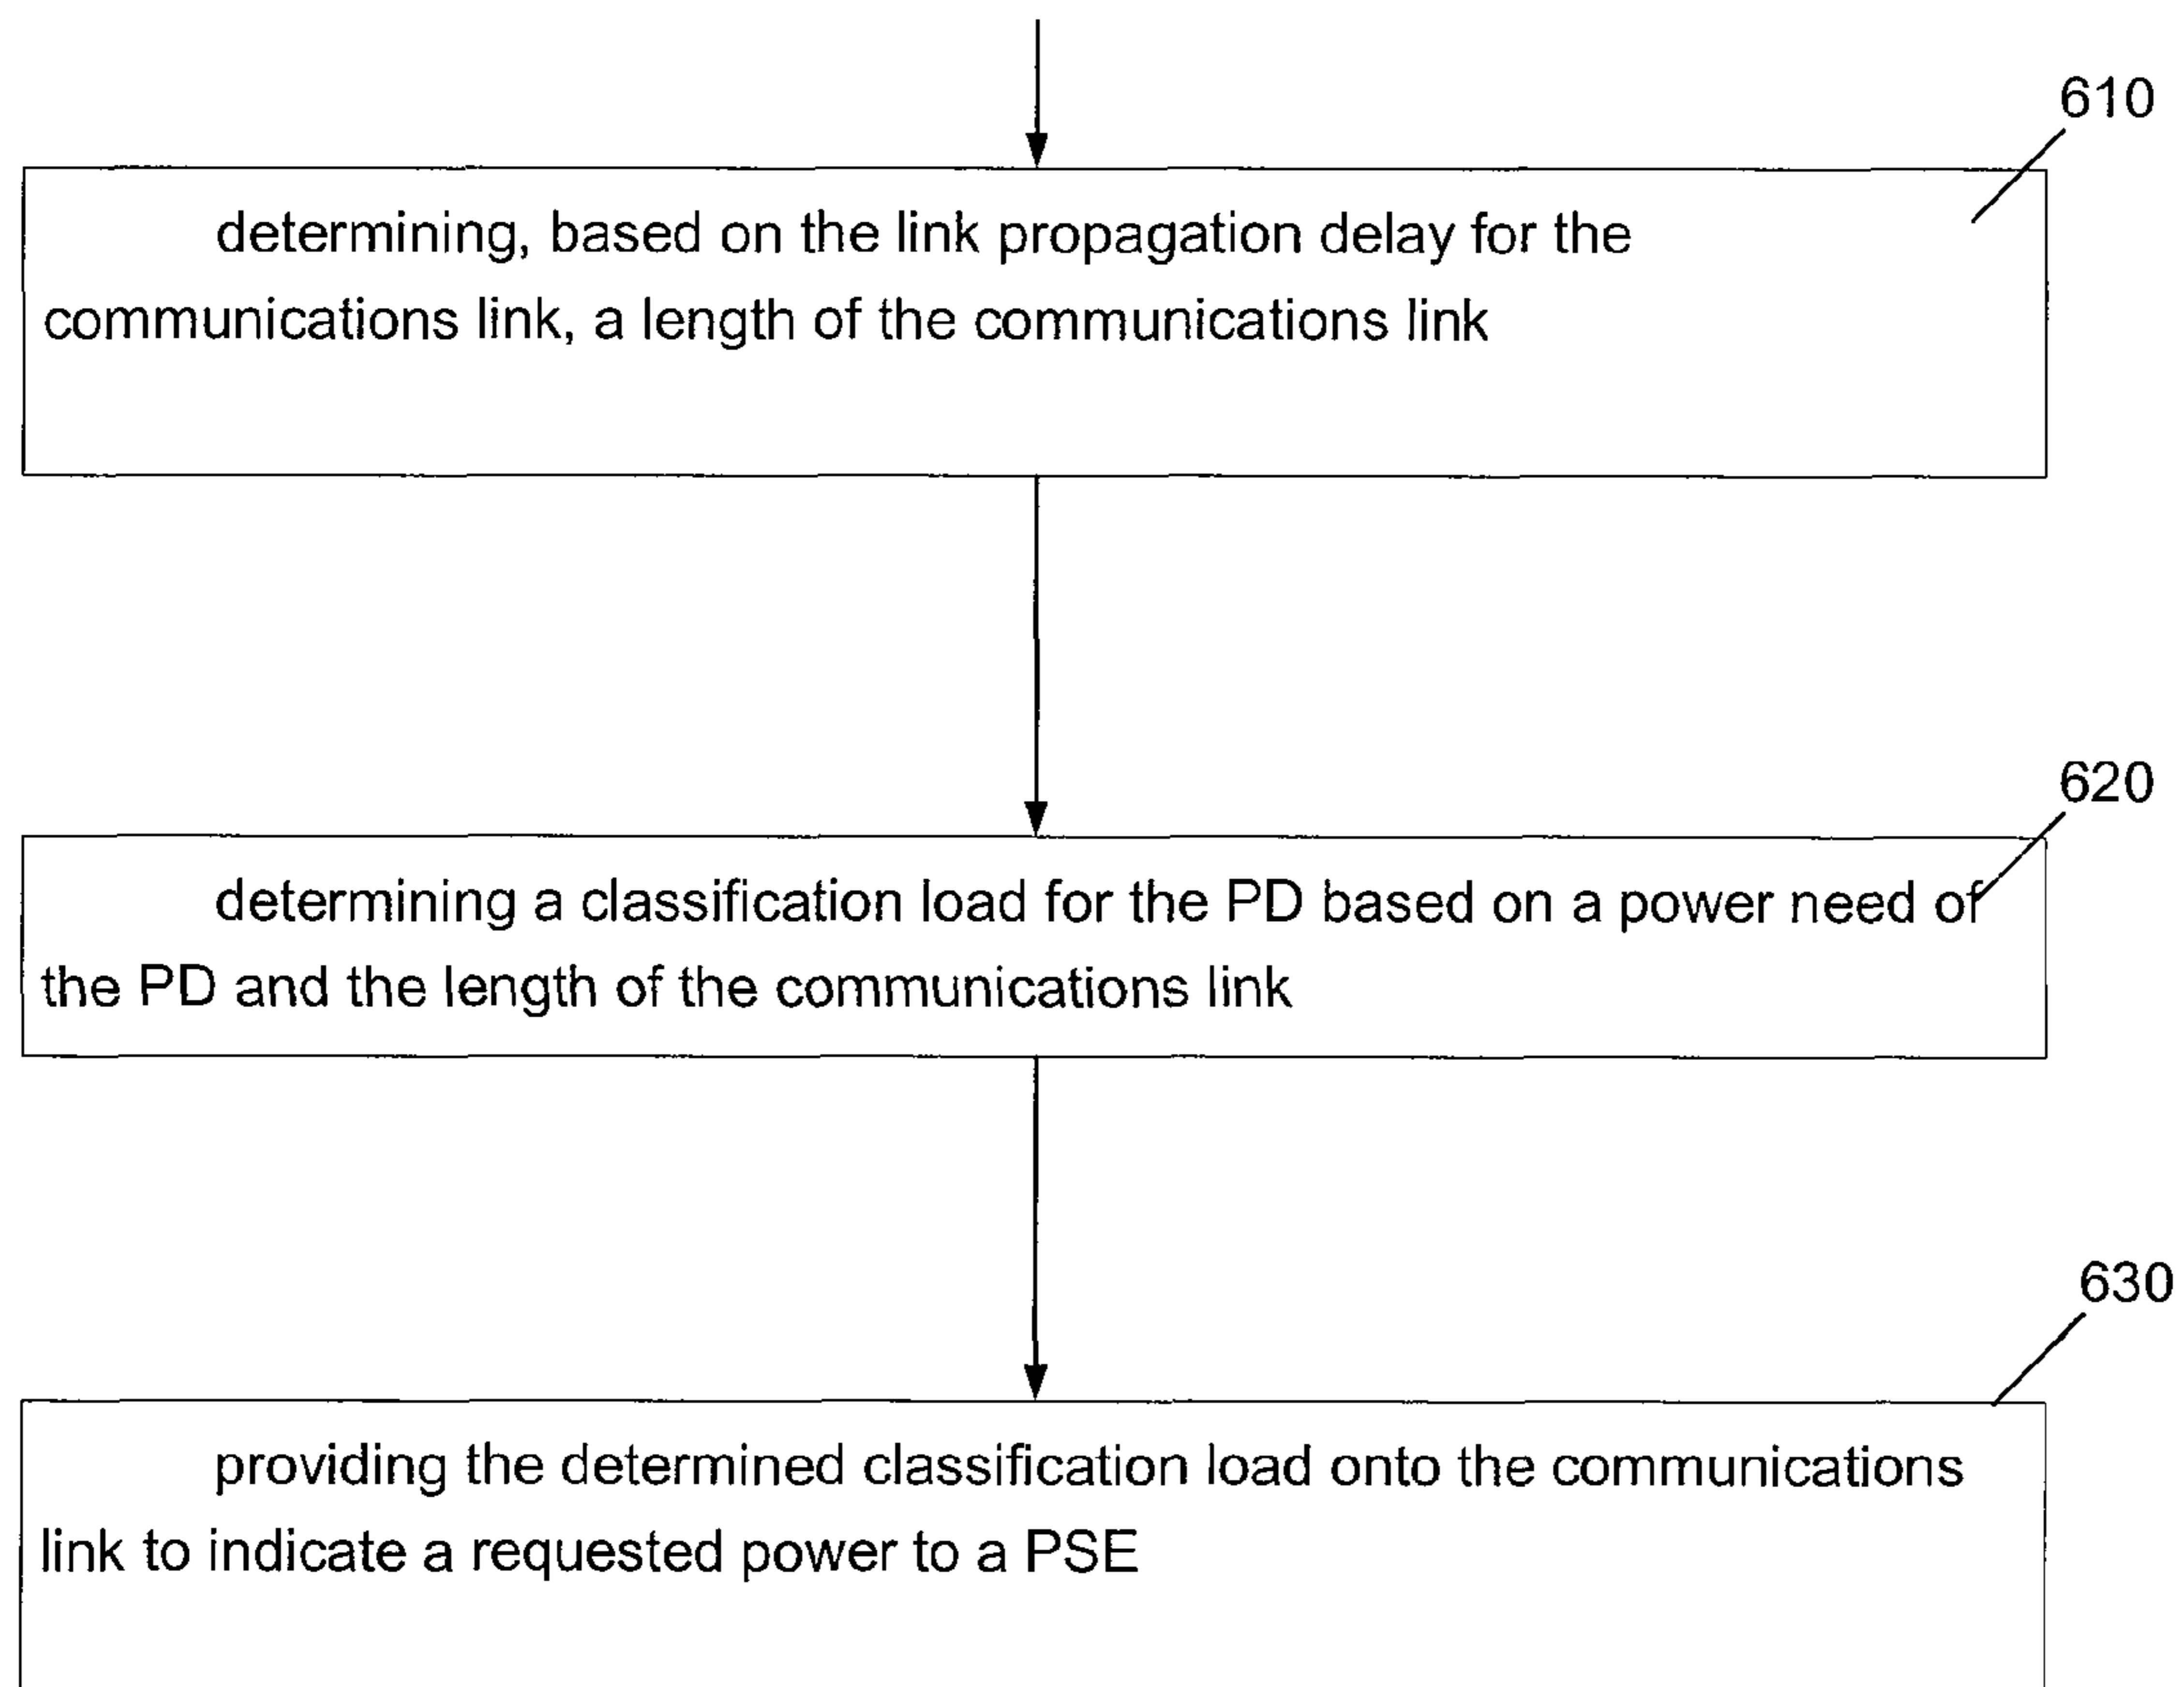 610
determining, based on the link propagation delay for the
communications link, a length of the communications link
620
determining a classification load for the PD based on a power need of
the PD and the length of the communications link
630
providing the determined classification load onto the communications
link to indicate a requested power to a PSE